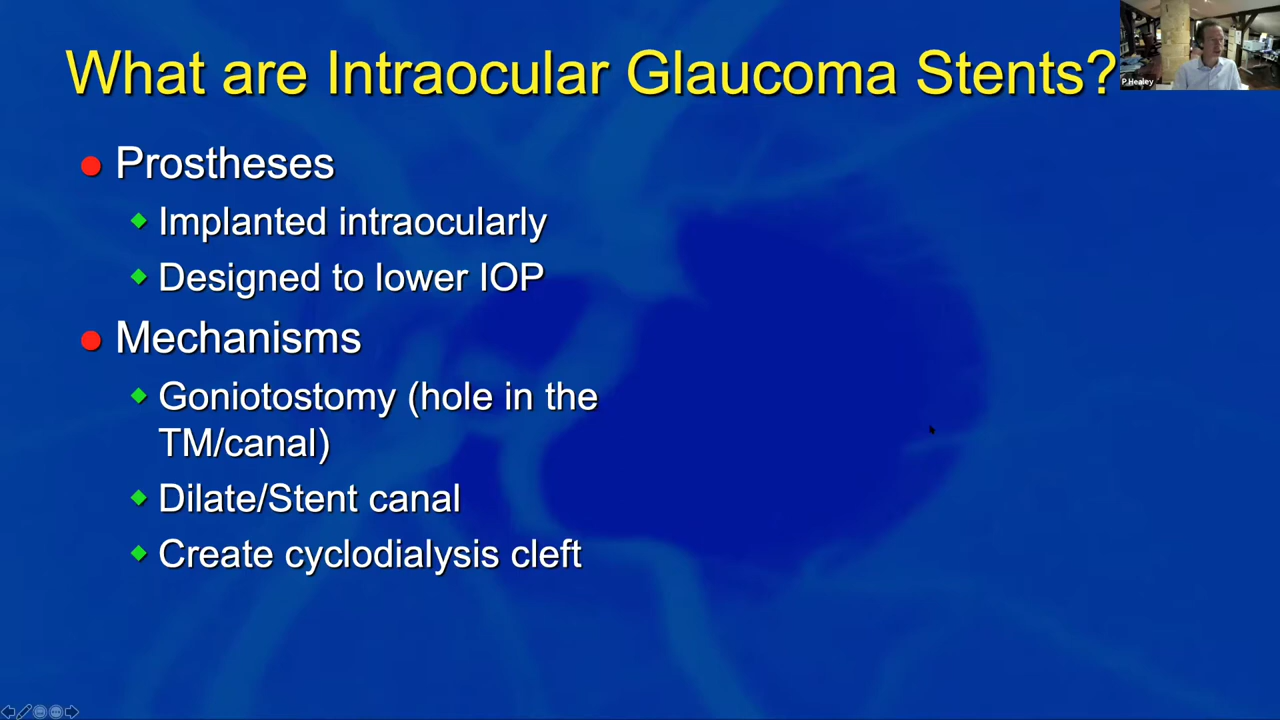 What are Intraocular Glaucoma Stents?
P.Healey
Prostheses
Implanted intraocularly
Designed to lower IOP
Mechanisms
Goniotostomy (hole in the
TM/canal)
Dilate/Stent canal
Create cyclodialysis cleft